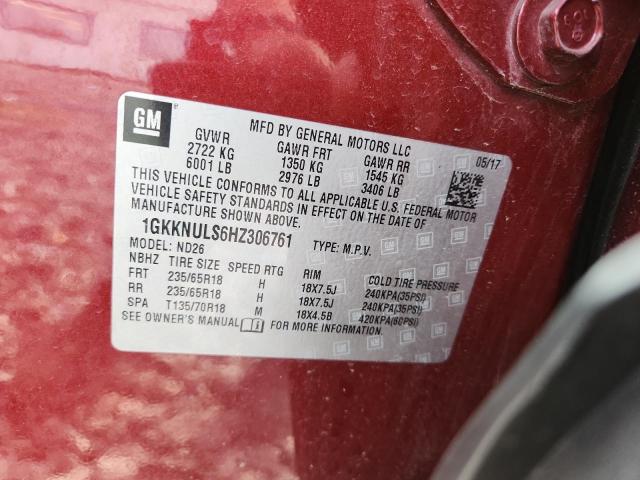 GM
MFD BY GENERAL MOTORS LLC
GVWR GAWR FRT GAWR RR 05/17
2722 KG 1350 KG 1545 KG
6001 LB 2976 LB 3406 LB
THIS VEHICLE CONFORMS TO ALL APPLICABLE U.S. FEDERAL MOTOR
VEHICLE SAFETY STANDARDS IN EFFECT ON THE DATE OF
MANUFACTURE SHOWN ABOVE.
1GKKNULS6HZ306761 TYPE: M.P.V.
MODEL: ND26
NBHZ TIRE SIZE SPEED RTG RIM COLD TIRE PRESSURE
FRT 235/65R18 H 18X7.5J 240KPA(35PSI)
RR 235/65R18 H 18X7.5J 240KPA(35PSI)
SPA T135/70R18 M 18X4.5B 420KPA(60PSI)
SEE OWNER'S MANUAL FOR MORE INFORMATION.